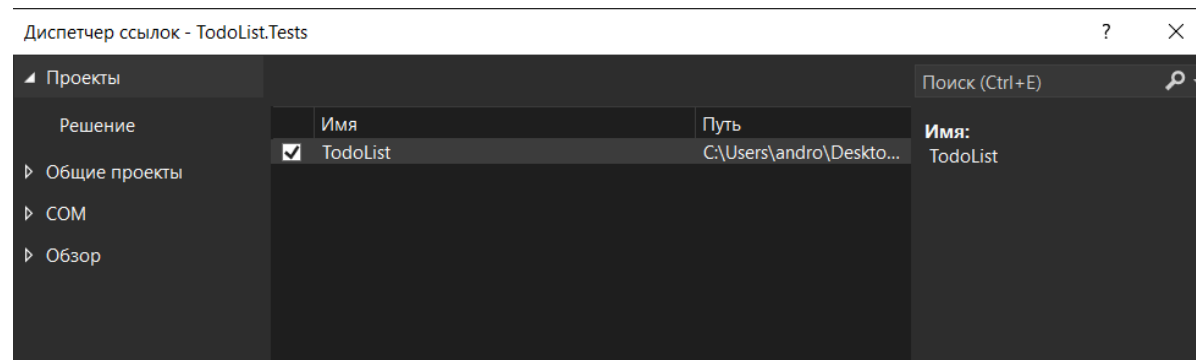 Диспетчер ссылок - TodoList.Tests ?
Проекты
Поиск (Ctrl+E)
Решение
Имя Путь
Имя:
TodoList C:\Users\andro\Deskto...
TodoList
Общие проекты
COM
Обзор